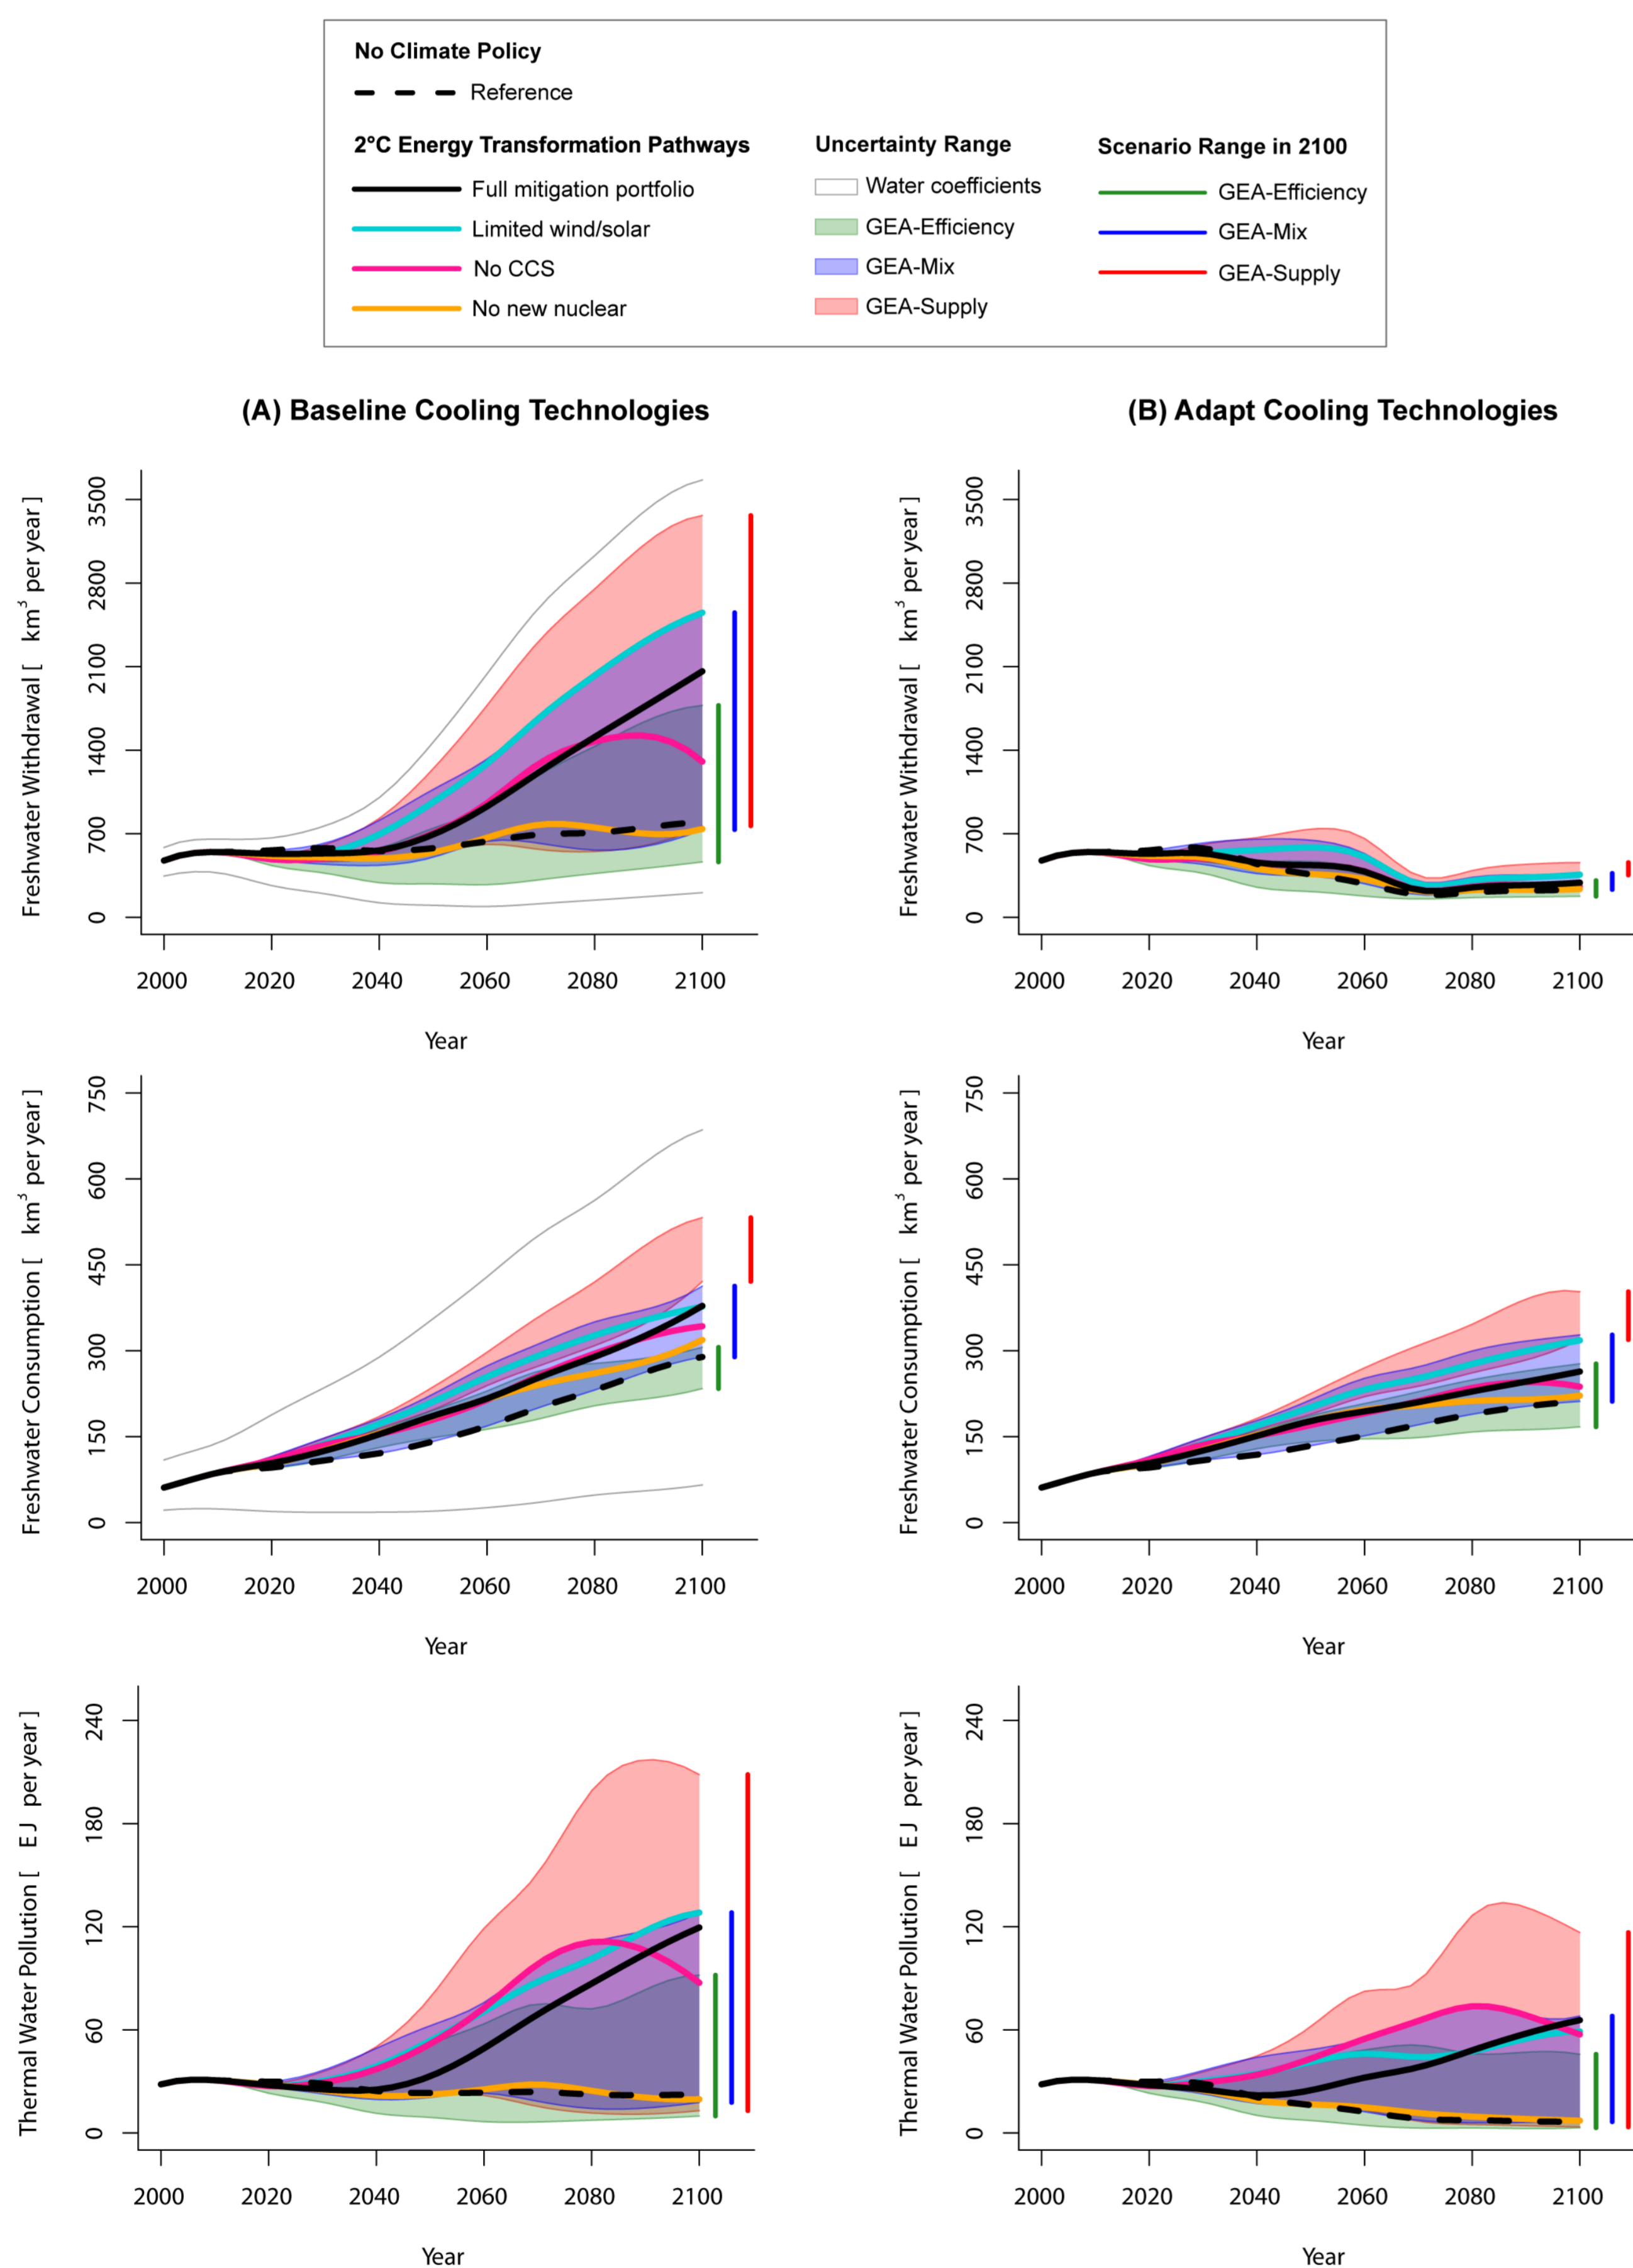 No Climate Policy
Reference
2°C Energy Transformation Pathways
Full mitigation portfolio
Limited wind/solar
No CCS
No new nuclear
Uncertainty Range
Water coefficients
GEA-Efficiency
GEA-Mix
GEA-Supply
Scenario Range in 2100
GEA-Efficiency
GEA-Mix
GEA-Supply
(A) Baseline Cooling Technologies
(B) Adapt Cooling Technologies
Freshwater Withdrawal [ km³ per year ]
3500
2800
2100
1400
700
0
2000 2020 2040 2060 2080 2100
Year
Freshwater Withdrawal [ km³ per year ]
3500
2800
2100
1400
700
0
2000 2020 2040 2060 2080 2100
Year
Freshwater Consumption [ km³ per year ]
750
600
450
300
150
0
2000 2020 2040 2060 2080 2100
Year
Freshwater Consumption [ km³ per year ]
750
600
450
300
150
0
2000 2020 2040 2060 2080 2100
Year
Thermal Water Pollution [ EJ per year ]
240
180
120
60
0
2000 2020 2040 2060 2080 2100
Year
Thermal Water Pollution [ EJ per year ]
240
180
120
60
0
2000 2020 2040 2060 2080 2100
Year